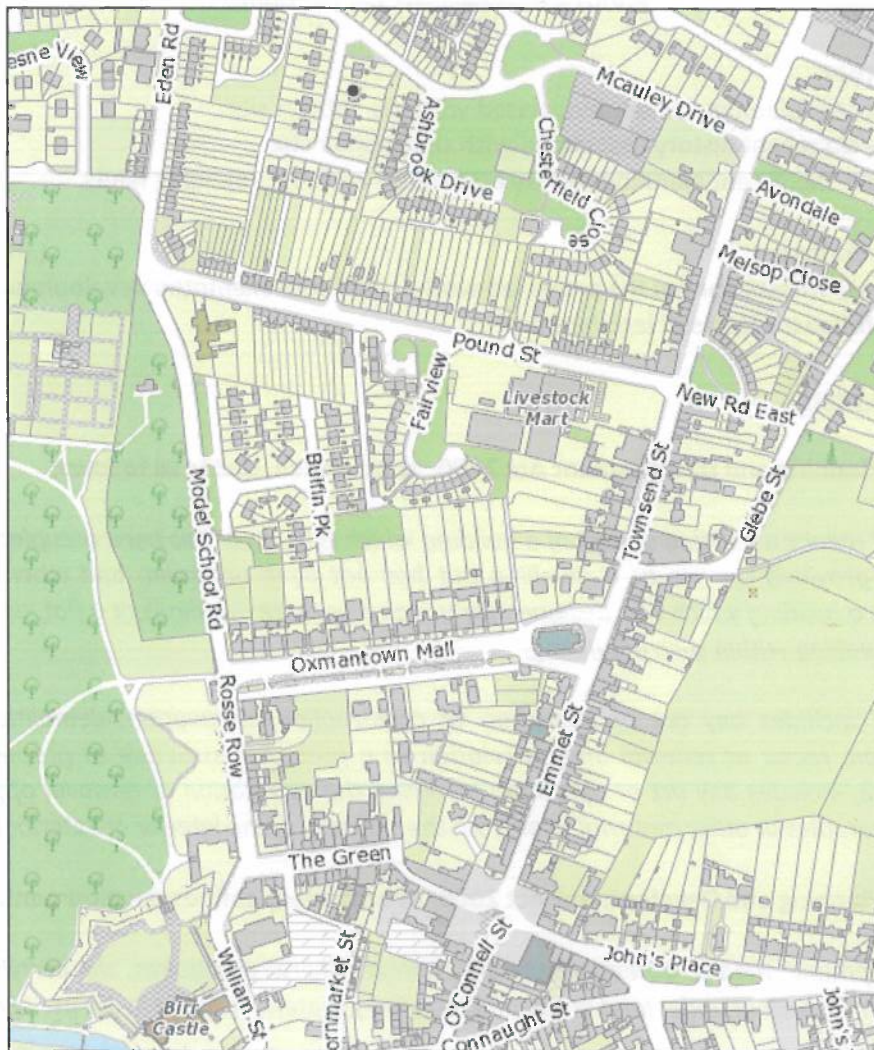 esne View
Eden Rd
Mcauley Drive
Ashbrook Drive
Chesterfield Close
Avondale
Melsop Close
Pound St
Fairview
Livestock
Mart
New Rd East
Bulfin PK
Townsend St
Glebe St
Model School Rd
Oxmantown Mall
Rosse Row
Emmet St
The Green
William St
ornmarket St
O'Connell St
John's Place
Birr
Castle
Connaught St
John's